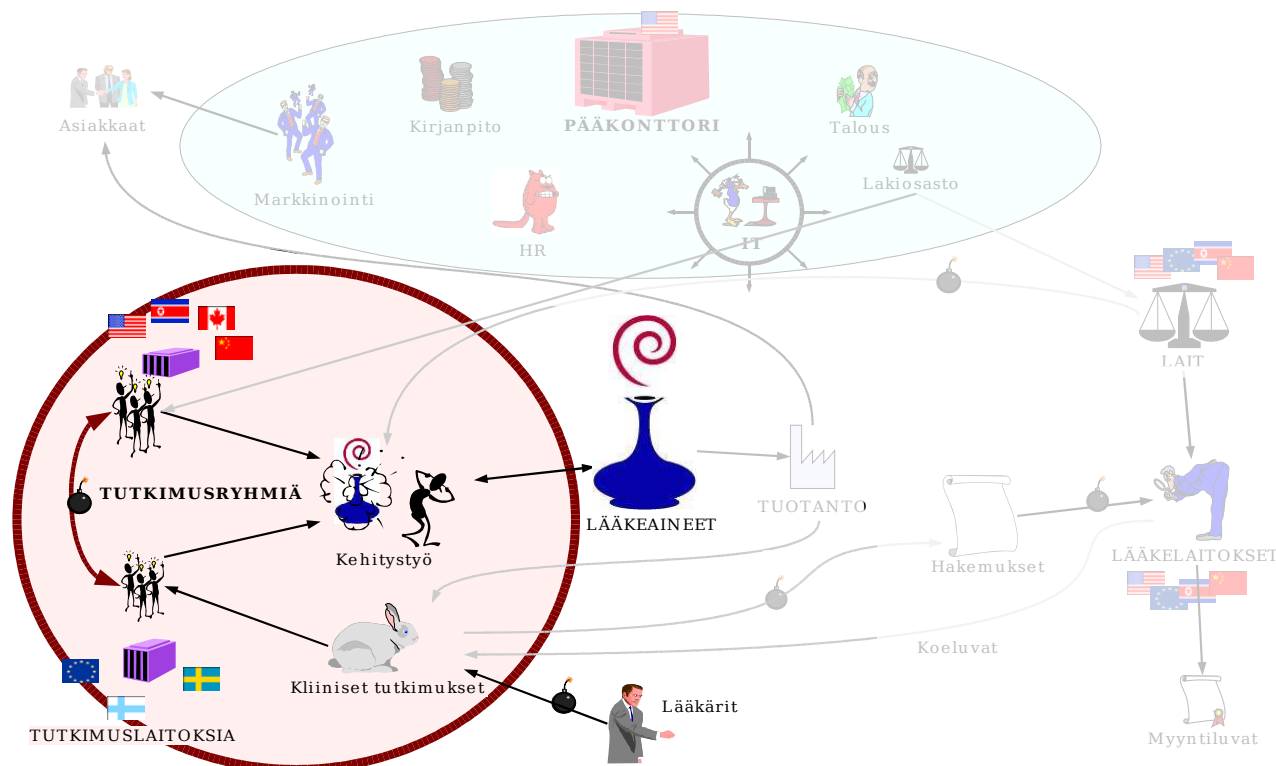 PÄÄKONTTORI
Asiakkaat
Kirjanpito
Talous
Markkinointi
Lakiosasto
HR
IT
LAIT
TUTKIMUSRYHMIÄ
LÄÄKEAINEET
TUOTANTO
Kehitystyö
Hakemukset
LÄÄKELAITOKSET
Koeluvat
Kliiniset tutkimukset
Lääkärit
TUTKIMUSLAITOKSIA
Myyntiluvat